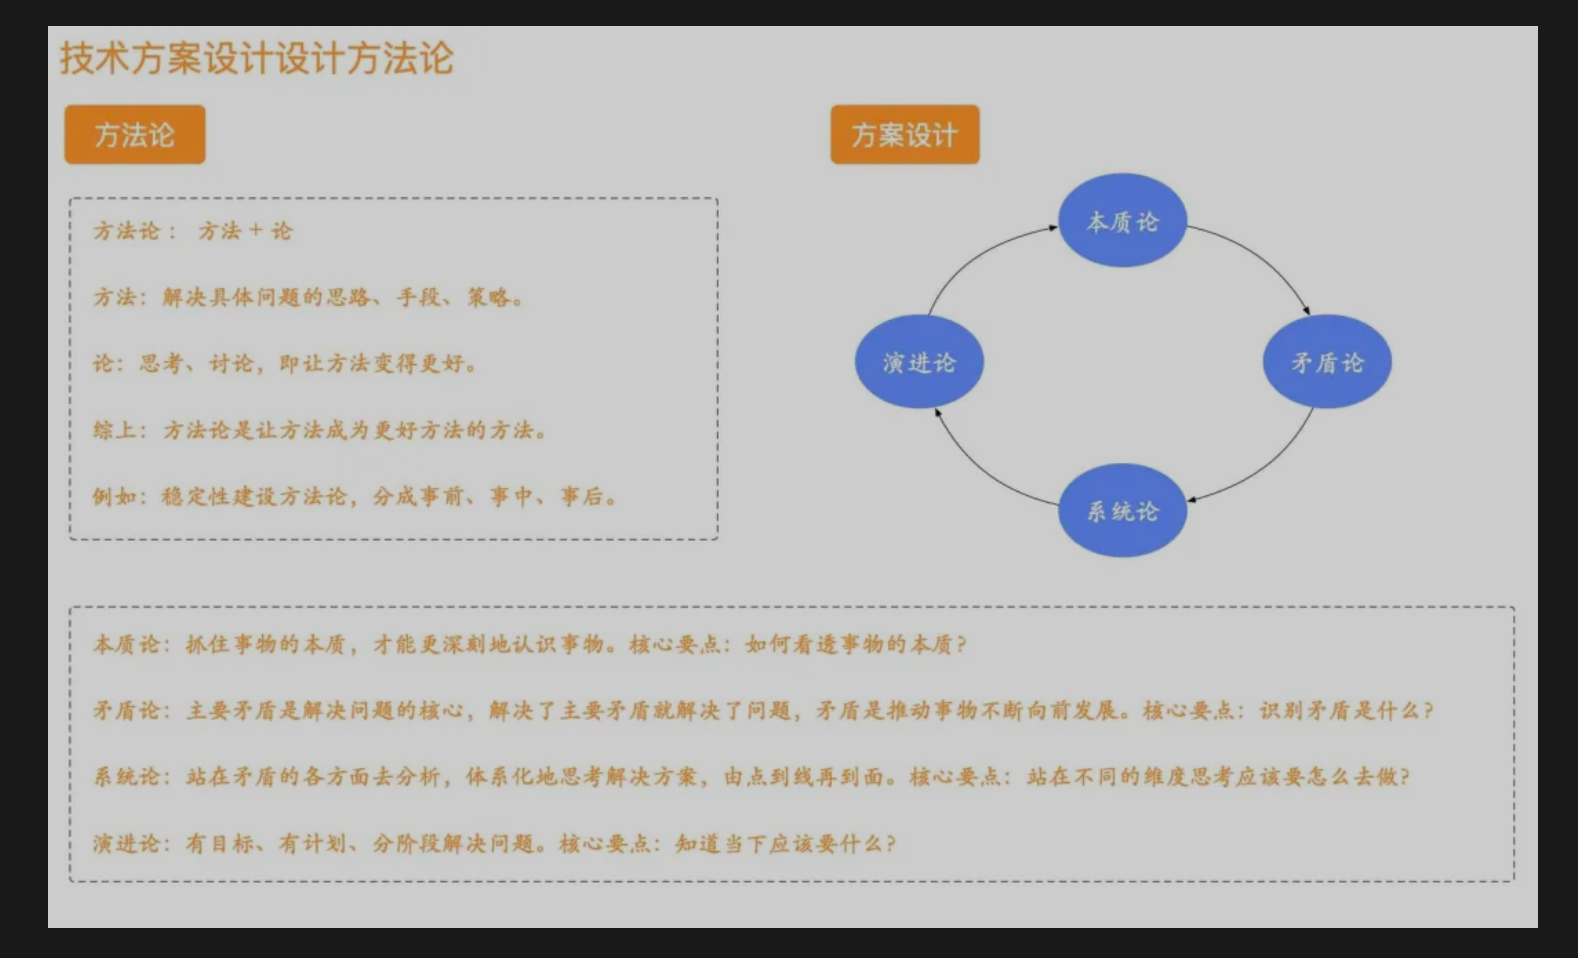 技术方案设计设计方法论
方法论
方法论： 方法 + 论
方法：解决具体问题的思路、手段、策略。
论：思考、讨论，即让方法变得更好。
综上：方法论是让方法成为更好方法的方法。
例如：稳定性建设方法论，分成事前、事中、事后。
方案设计
本质论
矛盾论
系统论
演进论
本质论：抓住事物的本质，才能更深刻地认识事物。核心要点：如何看透事物的本质？
矛盾论：主要矛盾是解决问题的核心，解决了主要矛盾就解决了问题，矛盾是推动事物不断向前发展。核心要点：识别矛盾是什么？
系统论：站在矛盾的各方面去分析，体系化地思考解决方案，由点到线再到面。核心要点：站在不同的维度思考应该要怎么去做？
演进论：有目标、有计划、分阶段解决问题。核心要点：知道当下应该要什么？